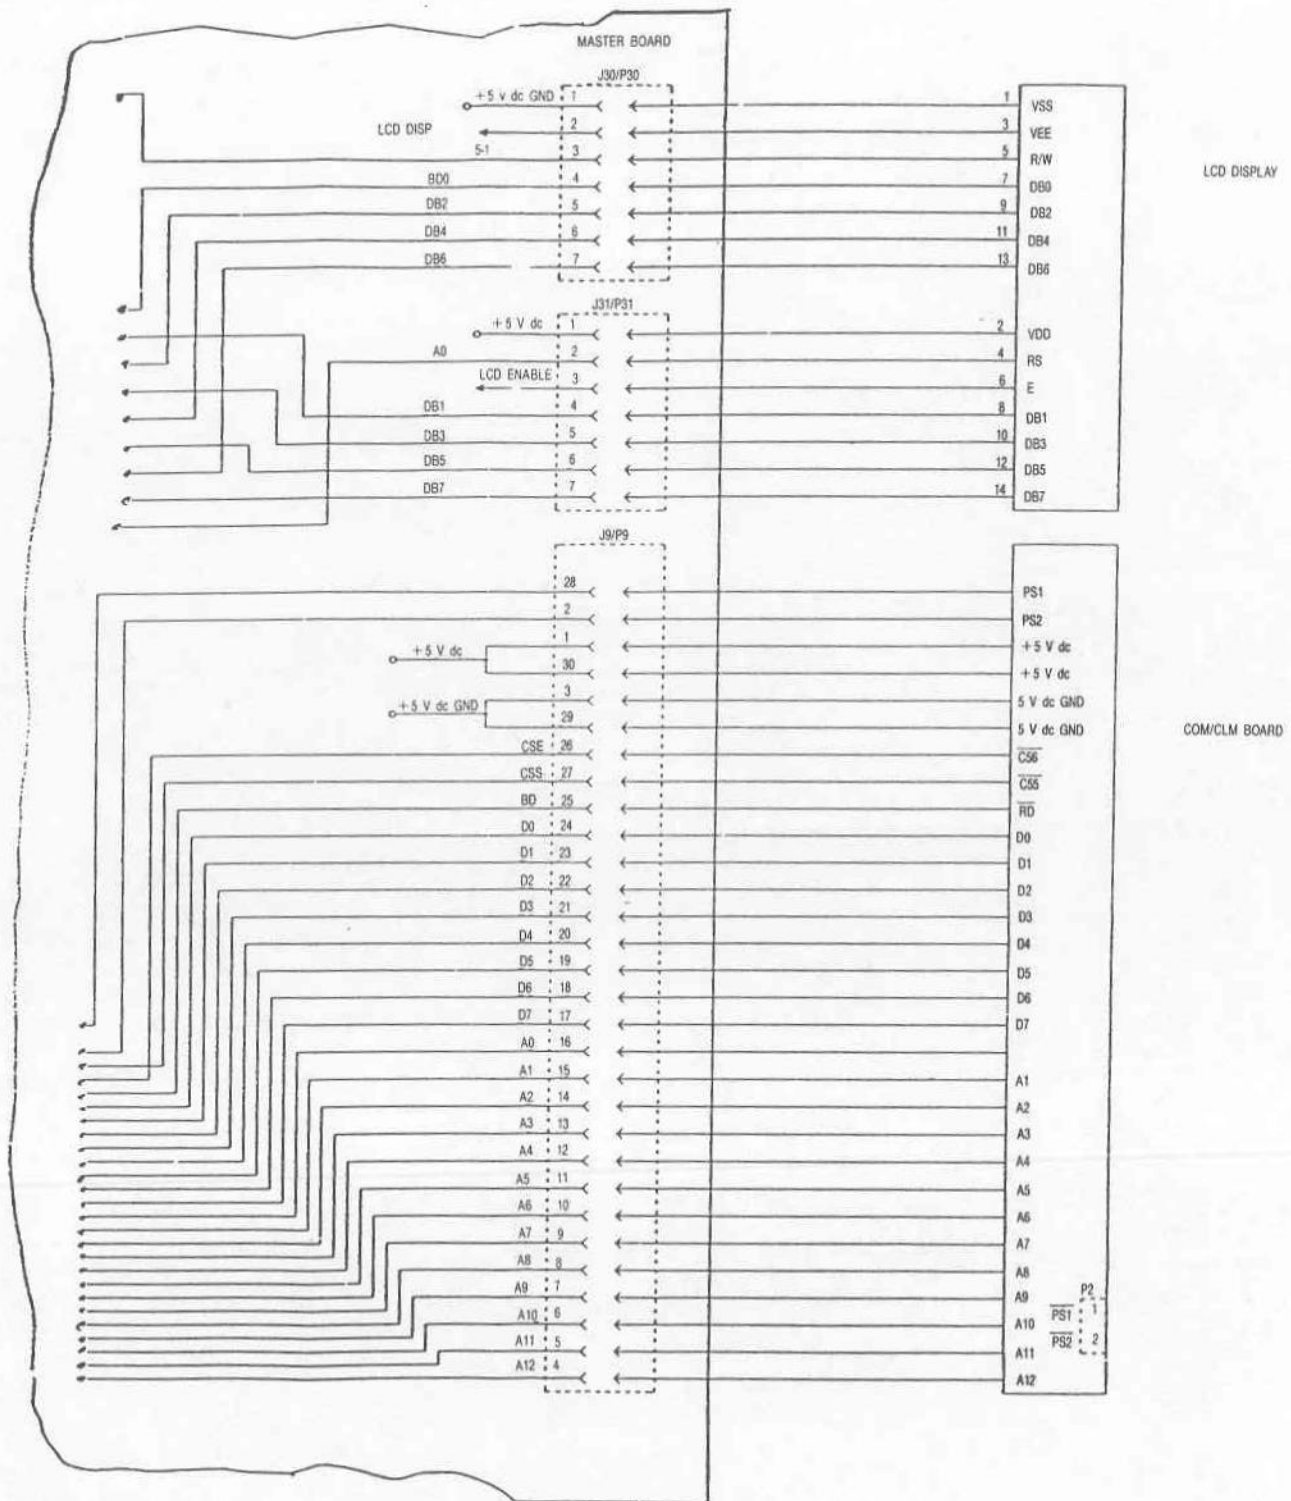 MASTER BOARD
J30/P30
+5 v dc GND 1 1 VSS
LCD DISP 2 3 VEE
5-1 3 5 R/W
BD0 4 7 DB0
DB2 5 9 DB2
DB4 6 11 DB4
DB6 7 13 DB6
LCD DISPLAY
J31/P31
+5 V dc 1 2 VDD
A0 2 4 RS
LCD ENABLE 3 6 E
DB1 4 8 DB1
DB3 5 10 DB3
DB5 6 12 DB5
DB7 7 14 DB7
J9/P9
28 PS1
2 PS2
+5 V dc 1 +5 V dc
30 +5 V dc
+5 V dc GND 3 5 V dc GND
29 5 V dc GND
COM/CLM BOARD
CSE 26 C56
CSS 27 C55
BD 25 RD
D0 24 D0
D1 23 D1
D2 22 D2
D3 21 D3
D4 20 D4
D5 19 D5
D6 18 D6
D7 17 D7
A0 16
A1 15 A1
A2 14 A2
A3 13 A3
A4 12 A4
A5 11 A5
A6 10 A6
A7 9 A7
A8 8 A8
A9 7 A9
P2
PS1 1
A10 6 A10
PS2 2
A11 5 A11
A12 4 A12